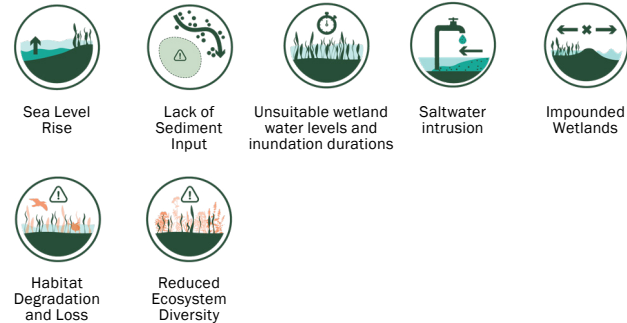 Sea Level
Rise
Lack of
Sediment
Input
Unsuitable wetland
water levels and
inundation durations
Saltwater
intrusion
Impounded
Wetlands
Habitat
Degradation
and Loss
Reduced
Ecosystem
Diversity